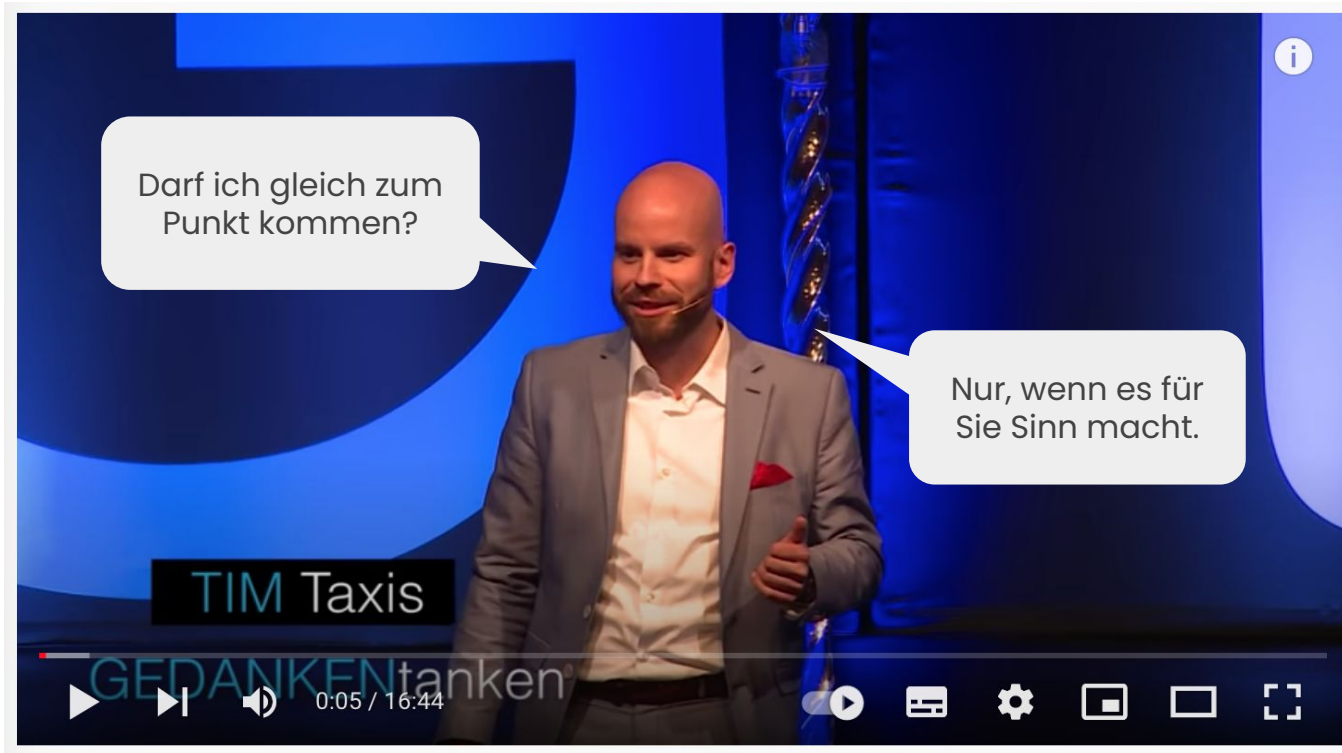 Darf ich gleich zum
Punkt kommen?
Nur, wenn es für
Sie Sinn macht.
TIM Taxis
GEDANKENtanken
0:05 / 16:44